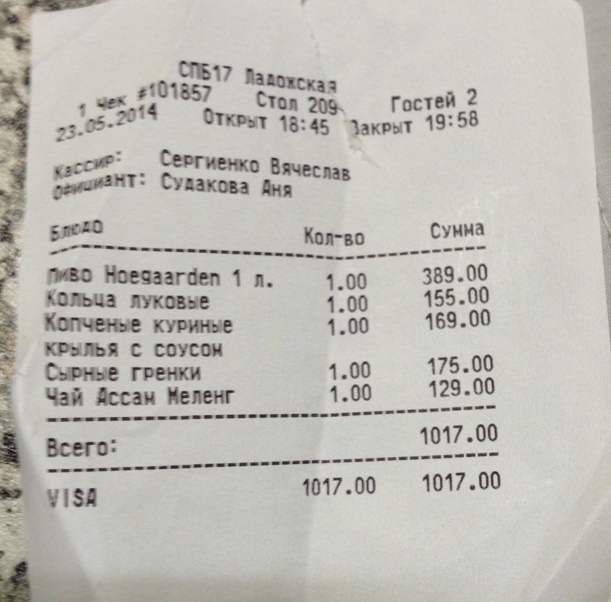 СПБ17 Ладожская
1 Чек #101857 Стол 209 Гостей 2
23.05.2014 Открыт 18:45 Закрыт 19:58
Кассир: Сергиенко Вячеслав
Официант: Судакова Аня
Блюдо Кол-во Сумма
Пиво Hoegaarden 1 л. 1.00 389.00
Кольца луковые 1.00 155.00
Копченые куриные 1.00 169.00
крылья с соусом
Сырные гренки 1.00 175.00
Чай Ассам Меленг 1.00 129.00
Всего: 1017.00
VISA 1017.00 1017.00